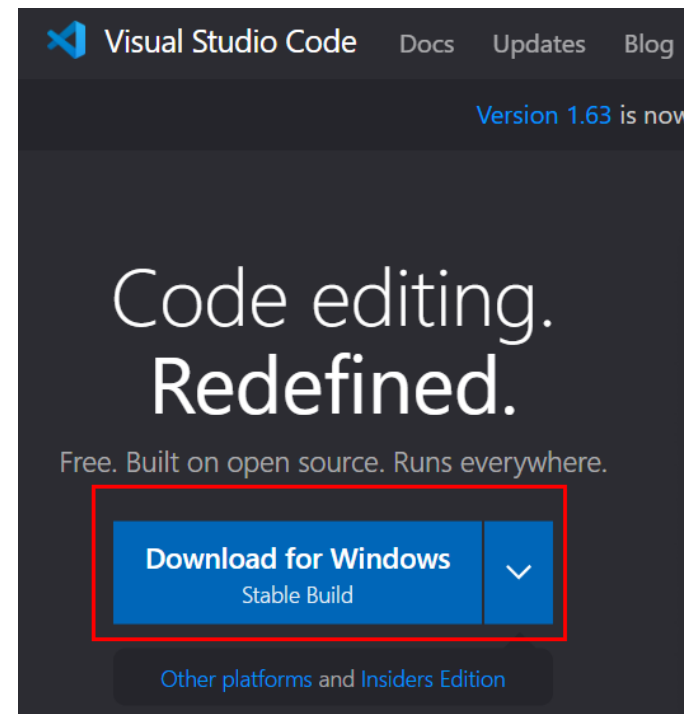 Visual Studio Code Docs Updates Blog
Version 1.63 is now
Code editing.
Redefined.
Free. Built on open source. Runs everywhere.
Download for Windows
Stable Build
Other platforms and Insiders Edition